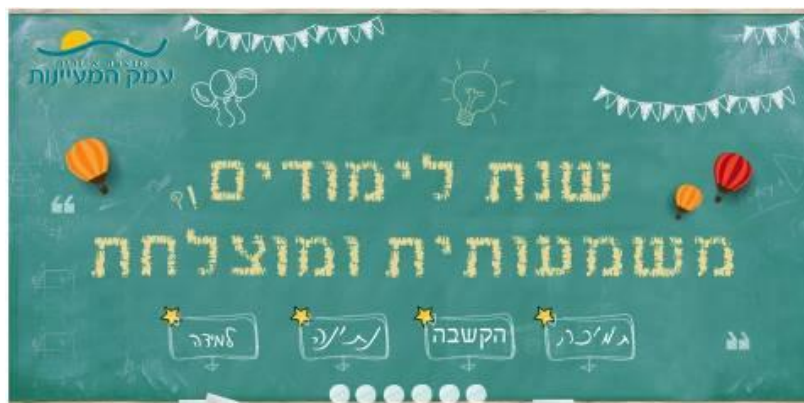 מועצה אזורית
עמק המעיינות
שנת לימודים
?!
משמעותית ומוצלחת
תמיכה הקשבה נתינה למידה